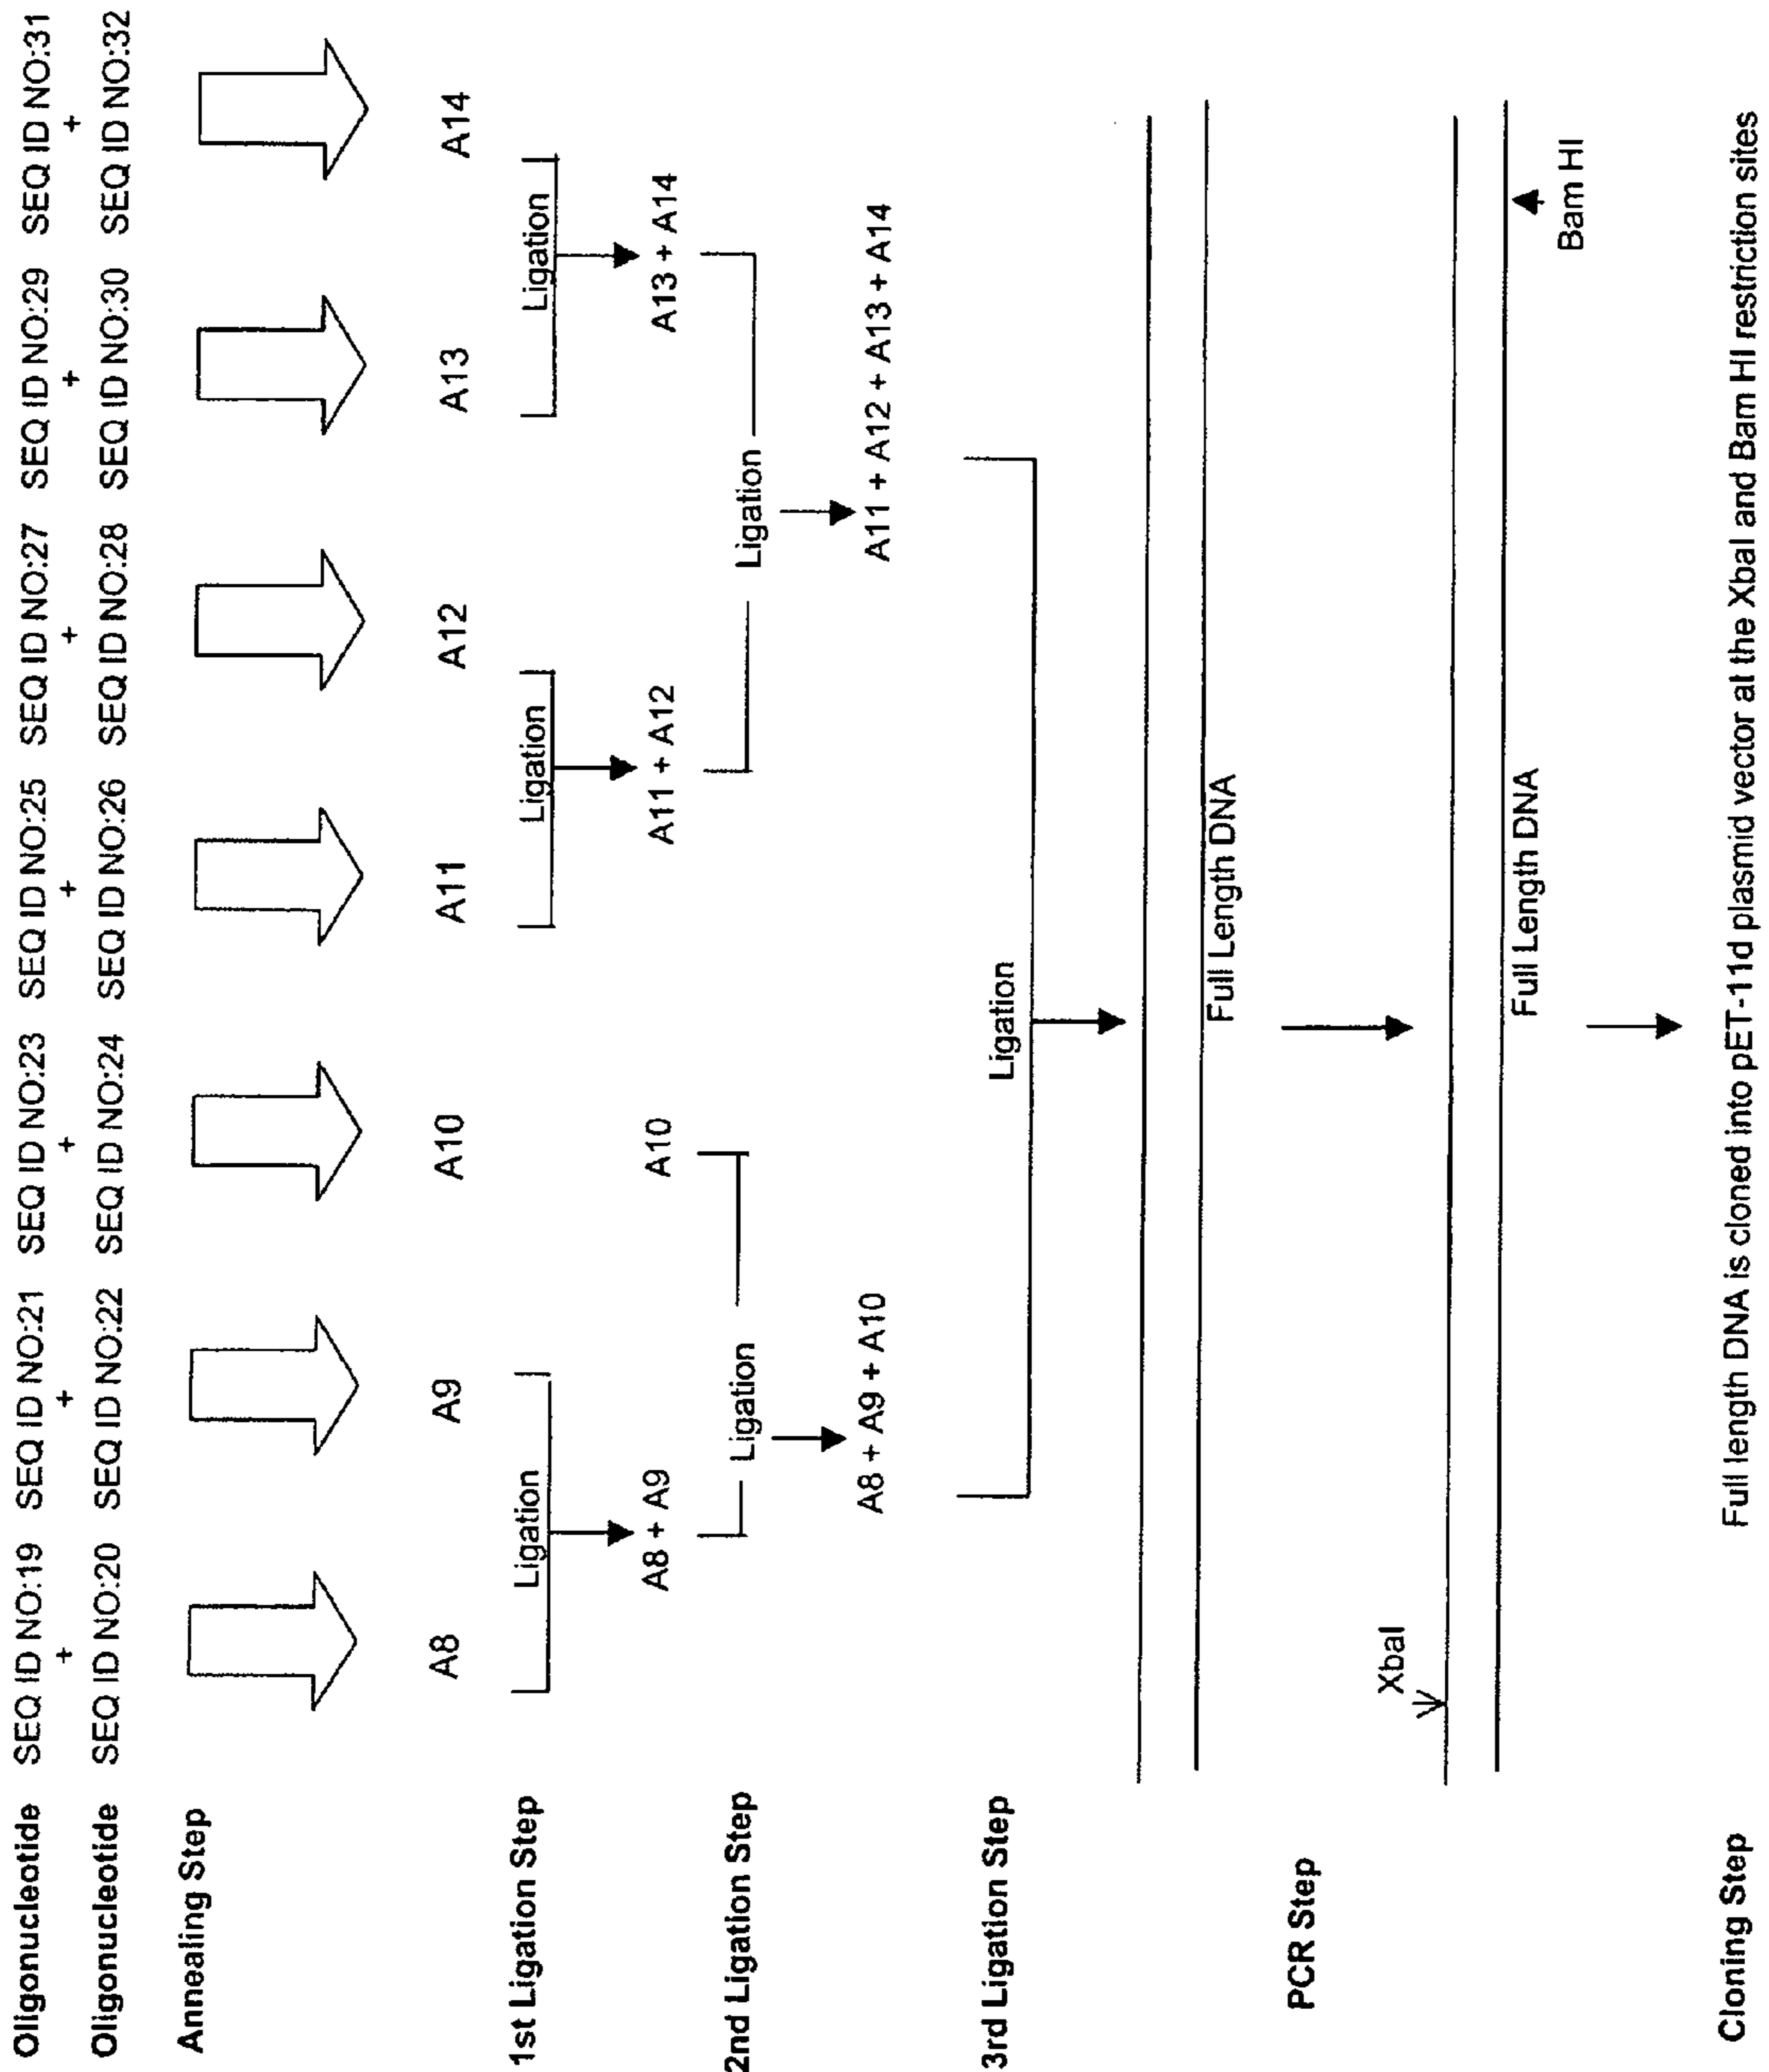 Oligonucleotide SEQ ID NO:19 SEQ ID NO:21 SEQ ID NO:23 SEQ ID NO:25 SEQ ID NO:27 SEQ ID NO:29 SEQ ID NO:31
+ + + + + + +
Oligonucleotide SEQ ID NO:20 SEQ ID NO:22 SEQ ID NO:24 SEQ ID NO:26 SEQ ID NO:28 SEQ ID NO:30 SEQ ID NO:32
Annealing Step
A8 A9 A10 A11 A12 A13 A14
1st Ligation Step Ligation Ligation Ligation
A8 + A9 A10 A11 + A12 A13 + A14
2nd Ligation Step Ligation Ligation
A8 + A9 + A10 A11 + A12 + A13 + A14
3rd Ligation Step Ligation
Full Length DNA
PCR Step
XbaI
Full Length DNA
Bam HI
Cloning Step Full length DNA is cloned into pET-11d plasmid vector at the XbaI and Bam HI restriction sites